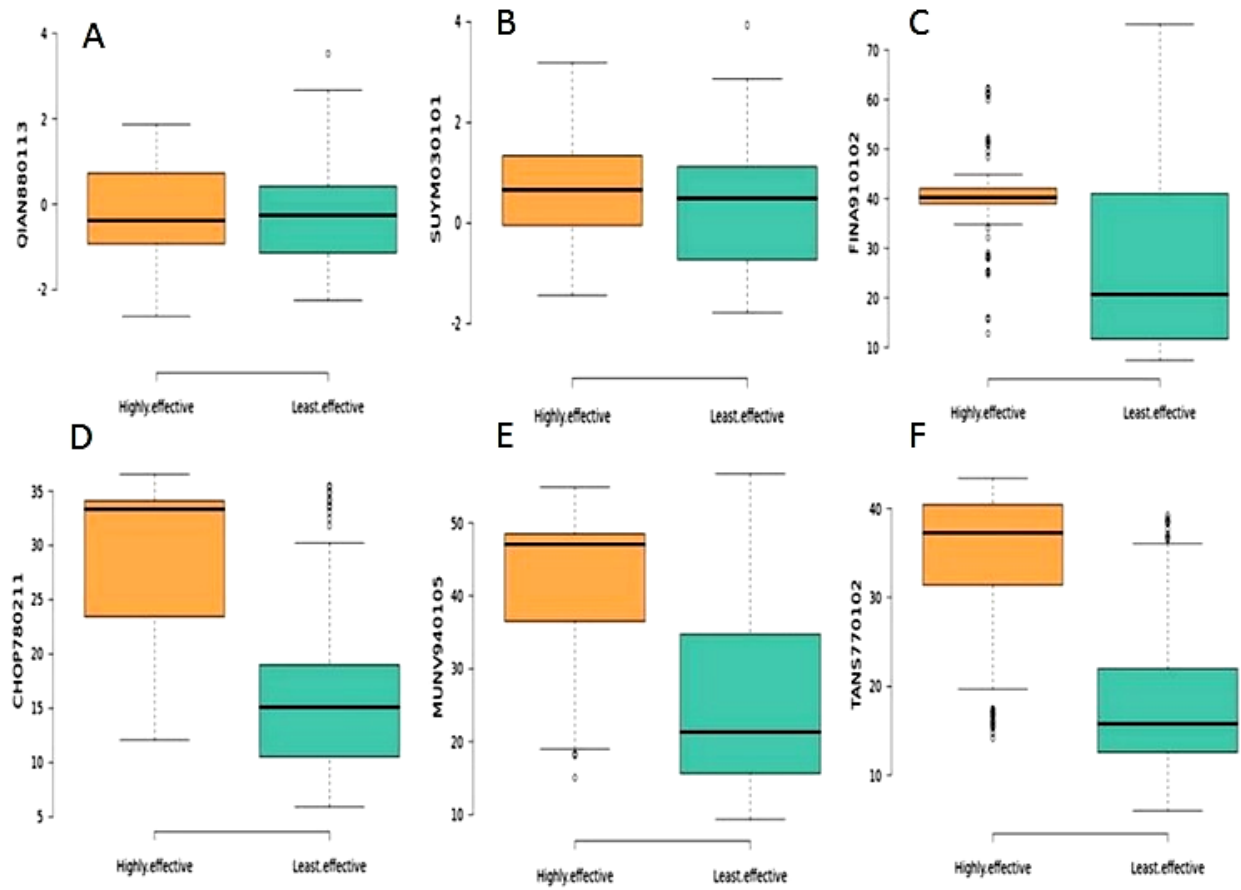 A
QIAN880113
4
2
0
-2
Highly.effective
Least.effective
B
SUYM030101
4
2
0
-2
Highly.effective
Least.effective
C
FINA910102
70
60
50
40
30
20
10
Highly.effective
Least.effective
D
CHOP780211
35
30
25
20
15
10
5
Highly.effective
Least.effective
E
MUNV940105
50
40
30
20
10
Highly.effective
Least.effective
F
TANS770102
40
30
20
10
Highly.effective
Least.effective